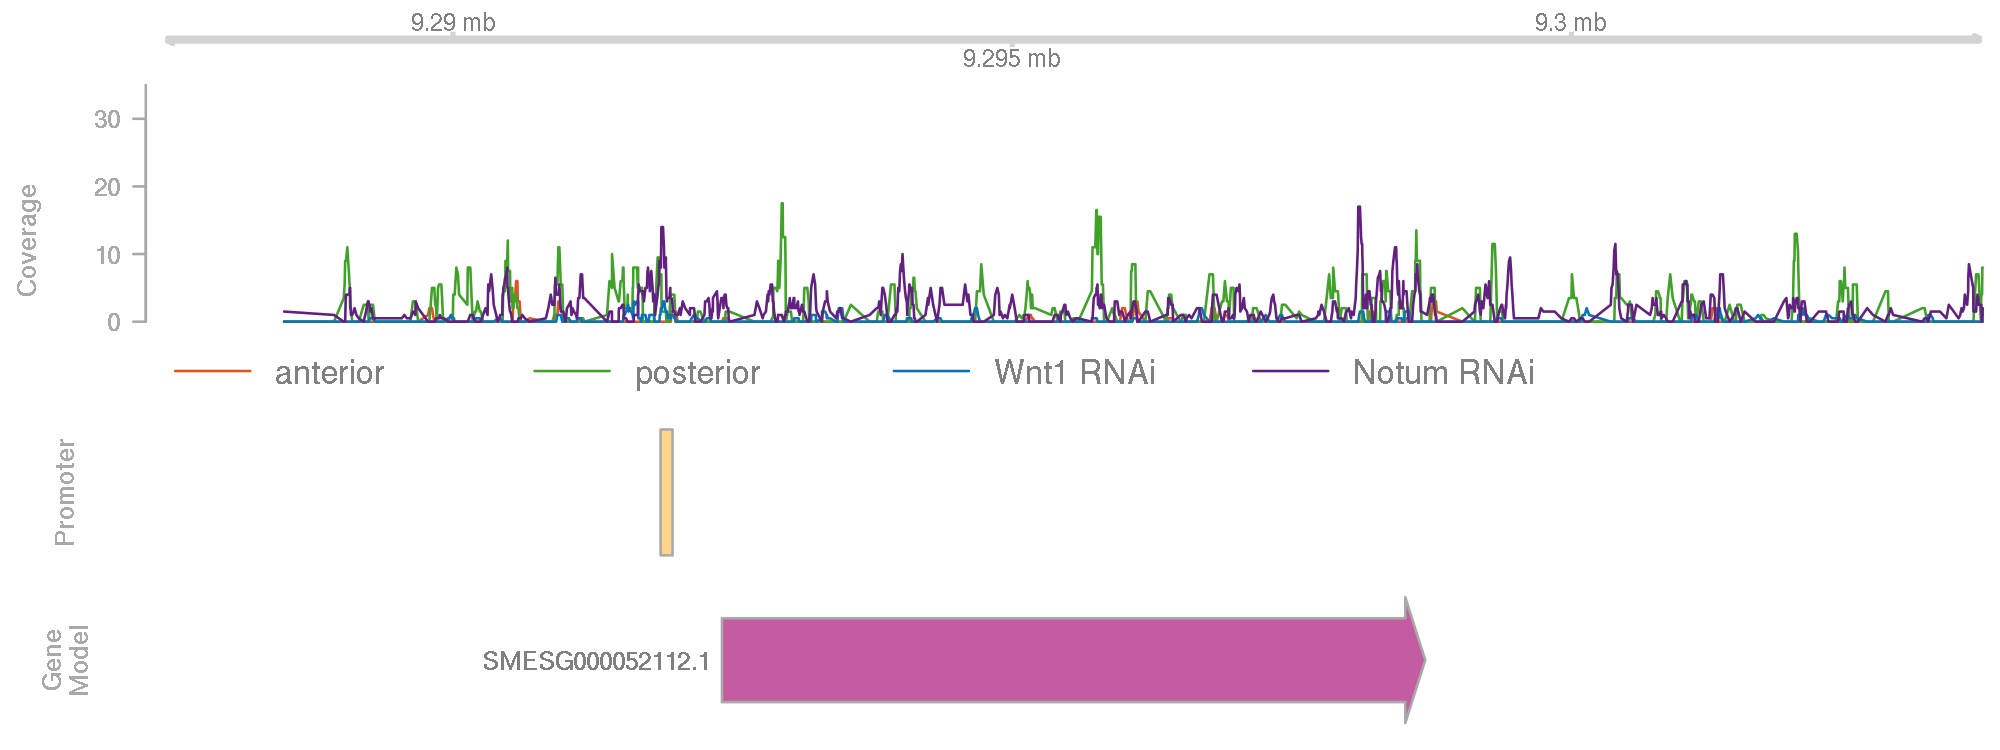 9.29 mb
9.3 mb
9.295 mb
Coverage
30
20
10
0
anterior
posterior
Wnt1 RNAi
Notum RNAi
Promoter
Gene
Model
SMESG000052112.1